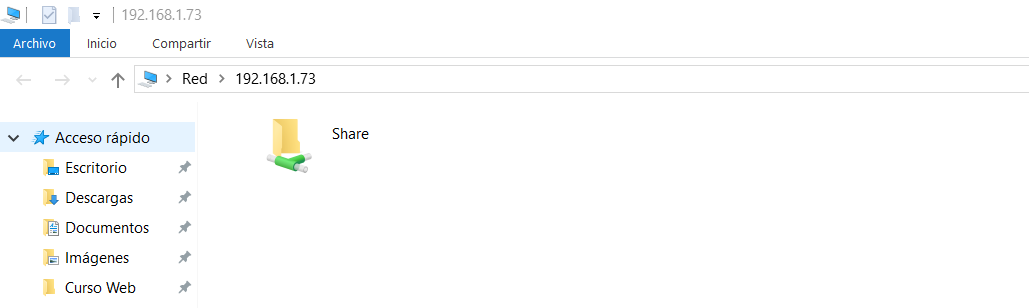 192.168.1.73
Archivo Inicio Compartir Vista
Red 192.168.1.73
Acceso rápido
Share
Escritorio
Descargas
Documentos
Imágenes
Curso Web